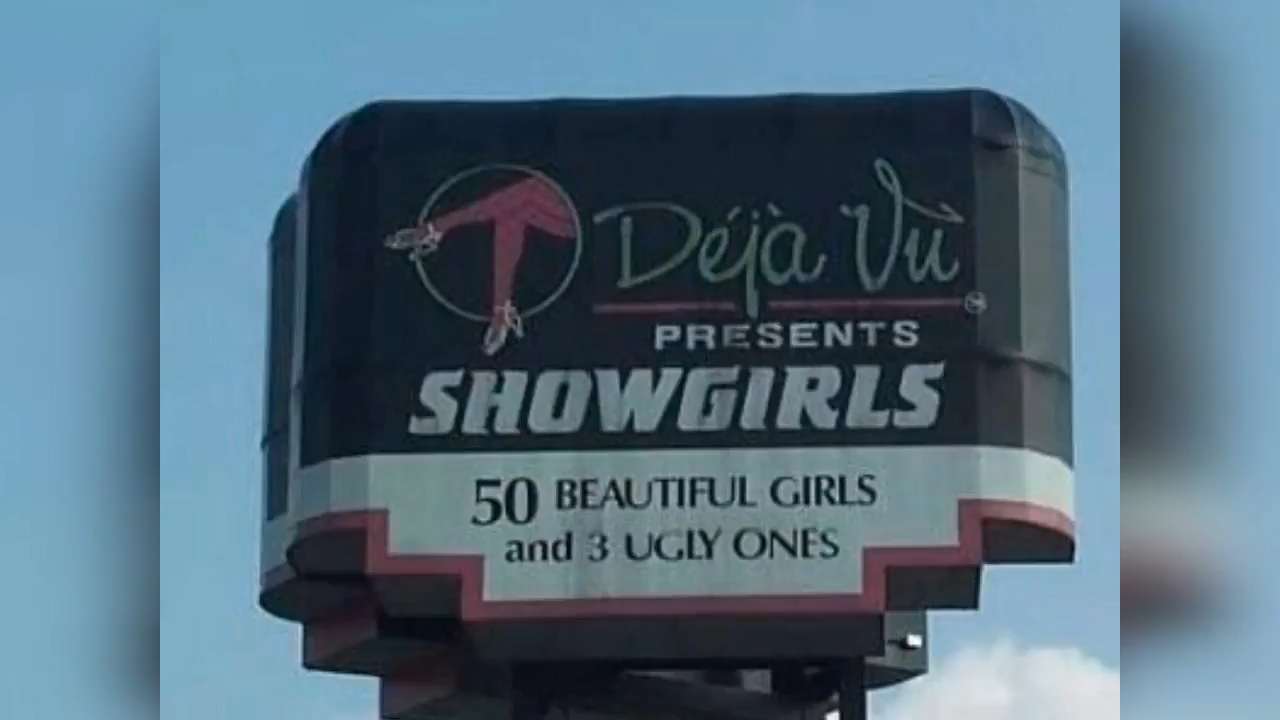 Déjà Vu
PRESENTS
SHOWGIRLS
50 BEAUTIFUL GIRLS
and 3 UGLY ONES